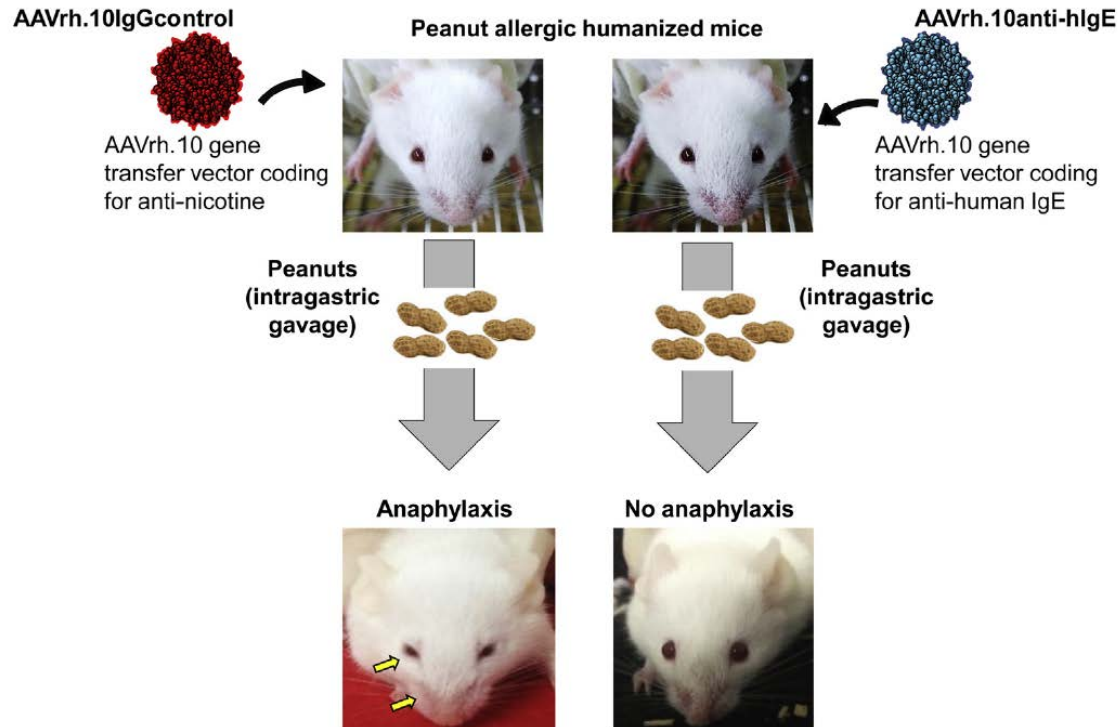 AAVrh.10IgGcontrol
AAVrh.10 gene
transfer vector coding
for anti-nicotine
Peanut allergic humanized mice
AAVrh.10anti-hIgE
AAVrh.10 gene
transfer vector coding
for anti-human IgE
Peanuts
(intragastric
gavage)
Peanuts
(intragastric
gavage)
Anaphylaxis
No anaphylaxis